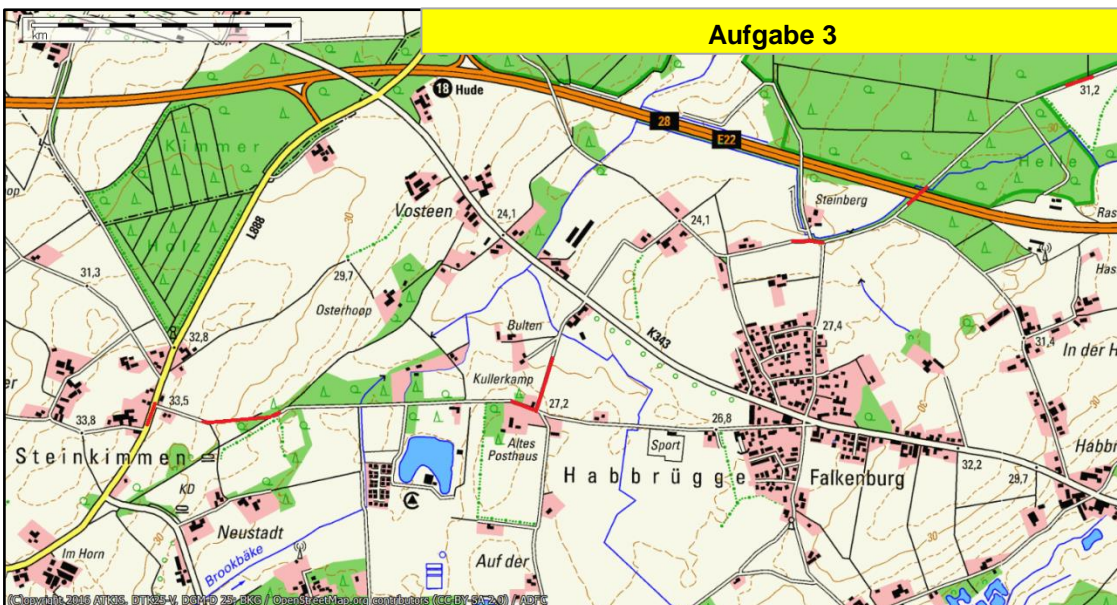 Aufgabe 3
km
1
18 Hude
31,2
Kimmer
28
E22
Helle
Steinberg
Vosteen
L888
24,1
24,1
Holz
31,3
29,7
Osterhoop
30
Bulten
K343
27,4
32,8
31,4
In der H
Kullerkamp
33,5
27,2
33,8
26,8
Altes
Posthaus
Sport
Steinkimmen
Habbrügge
Falkenburg
32,2
29,7
KD
Neustadt
30
Im Horn
Brookbäke
Auf der
30
(C)opyright 2016 ATKIS, DTK25-V, DGM-D 25; BKG / OpenStreetMap.org contributors (CC-BY-SA 2.0) / ADFC